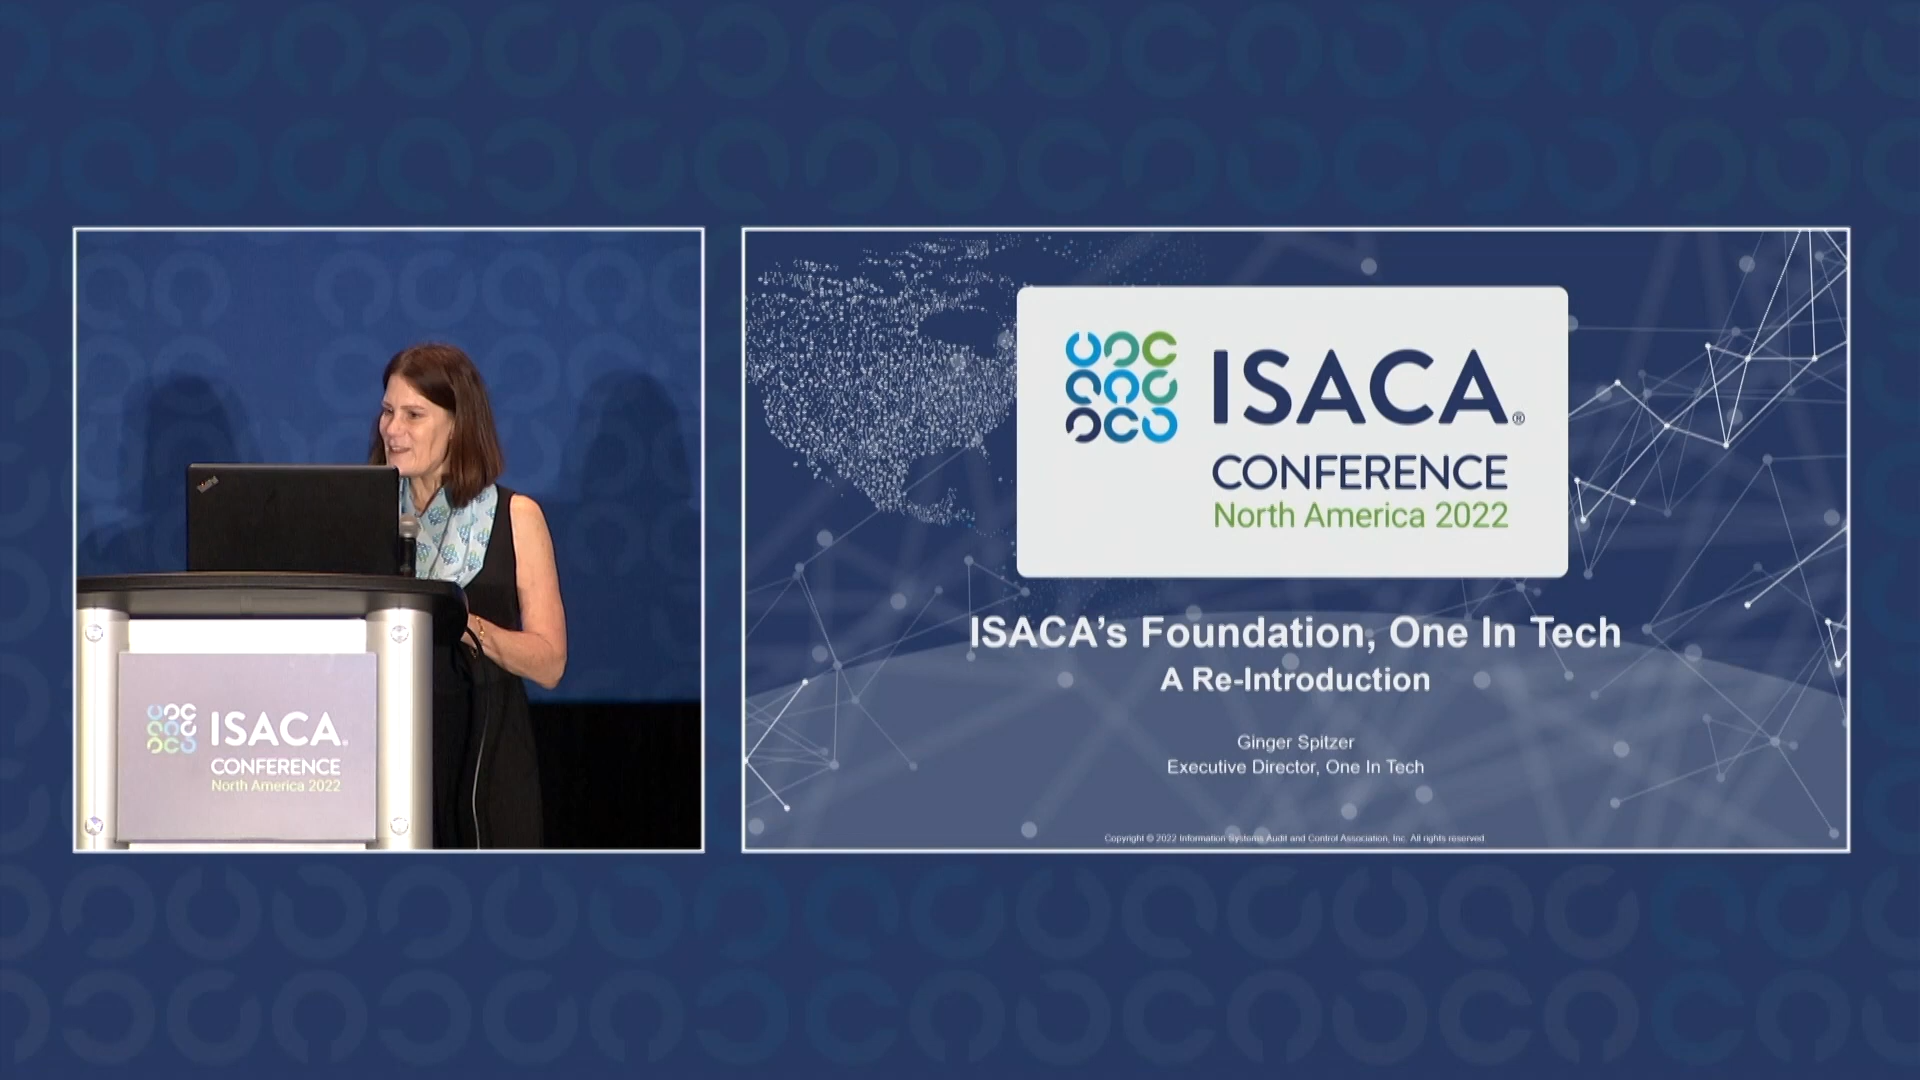 ThinkPad
ISACA.
CONFERENCE
North America 2022
ISACA®
CONFERENCE
North America 2022
ISACA's Foundation, One In Tech
A Re-Introduction
Ginger Spitzer
Executive Director, One In Tech
Copyright © 2022 Information Systems Audit and Control Association, Inc. All rights reserved